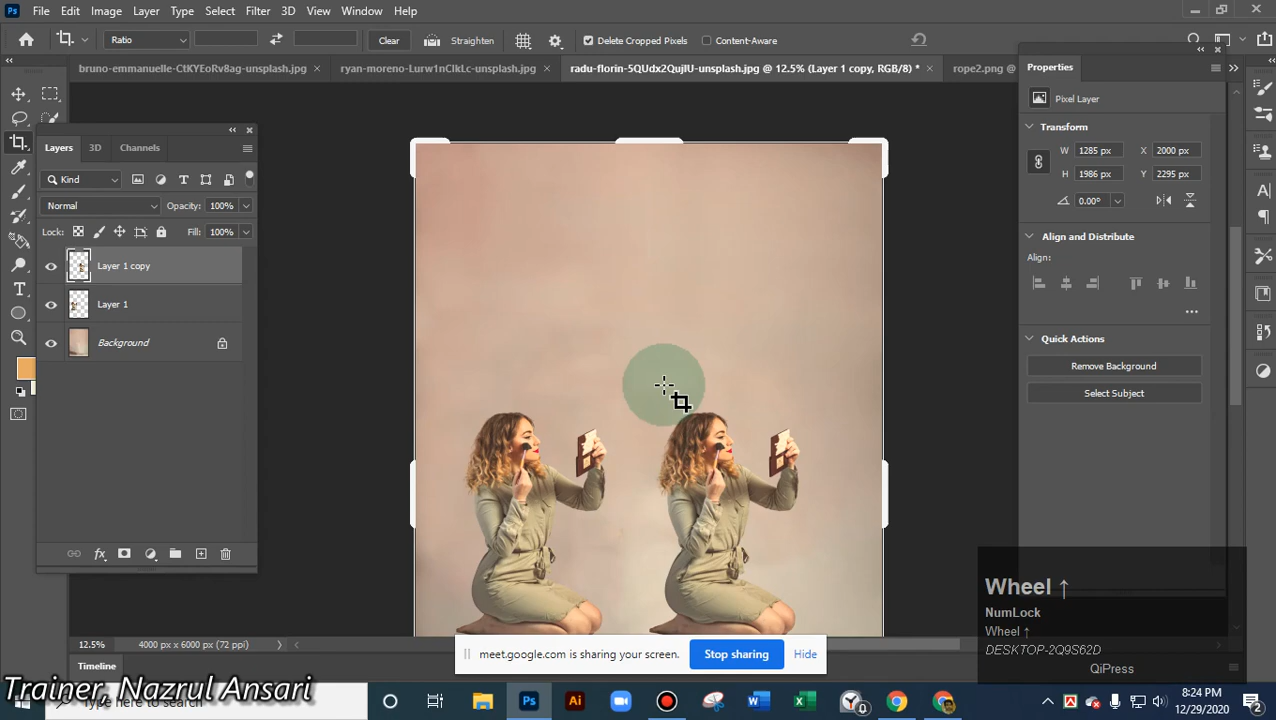 Ps File Edit Image Layer Type Select Filter 3D View Window Help
Ratio Clear Straighten Delete Cropped Pixels Content-Aware
bruno-emmanuelle-CtKYEoRv8ag-unsplash.jpg × ryan-moreno-Lurw1nClkLc-unsplash.jpg × radu-florin-5QUdx2QujIU-unsplash.jpg @ 12.5% (Layer 1 copy, RGB/8) * × rope2.png @
Properties
Pixel Layer
Transform
W 1285 px X 2000 px
H 1986 px Y 2295 px
0.00°
Align and Distribute
Align:
Quick Actions
Remove Background
Select Subject
Layers 3D Channels
Kind
Normal Opacity: 100%
Lock: Fill: 100%
Layer 1 copy
Layer 1
Background
Wheel ↑
NumLock
Wheel ↑
DESKTOP-2Q9S62D
QiPress
12.5% 4000 px x 6000 px (72 ppi)
meet.google.com is sharing your screen. Stop sharing Hide
Timeline
Trainer, Nazrul Ansari
Type here to search
8:24 PM
12/29/2020